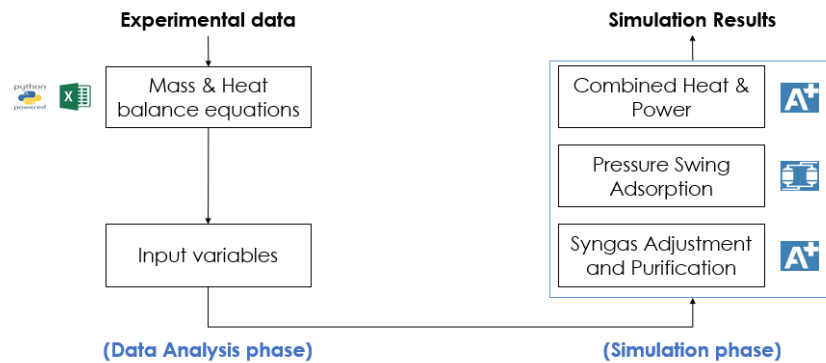 Experimental data
python
powered
X
Mass & Heat
balance equations
Input variables
(Data Analysis phase)
Simulation Results
Combined Heat &
Power
A+
Pressure Swing
Adsorption
Syngas Adjustment
and Purification
A+
(Simulation phase)